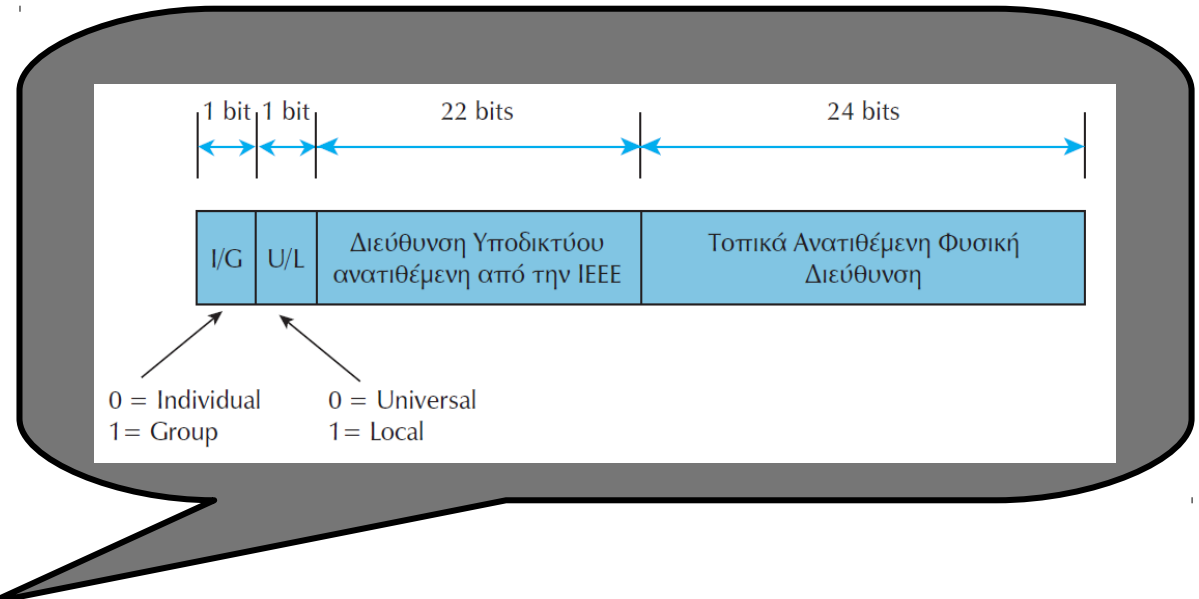 1 bit 1 bit 22 bits 24 bits
I/G U/L Διεύθυνση Υποδικτύου
ανατιθέμενη από την IEEE
Τοπικά Ανατιθέμενη Φυσική
Διεύθυνση
0 = Individual
1= Group
0 = Universal
1= Local